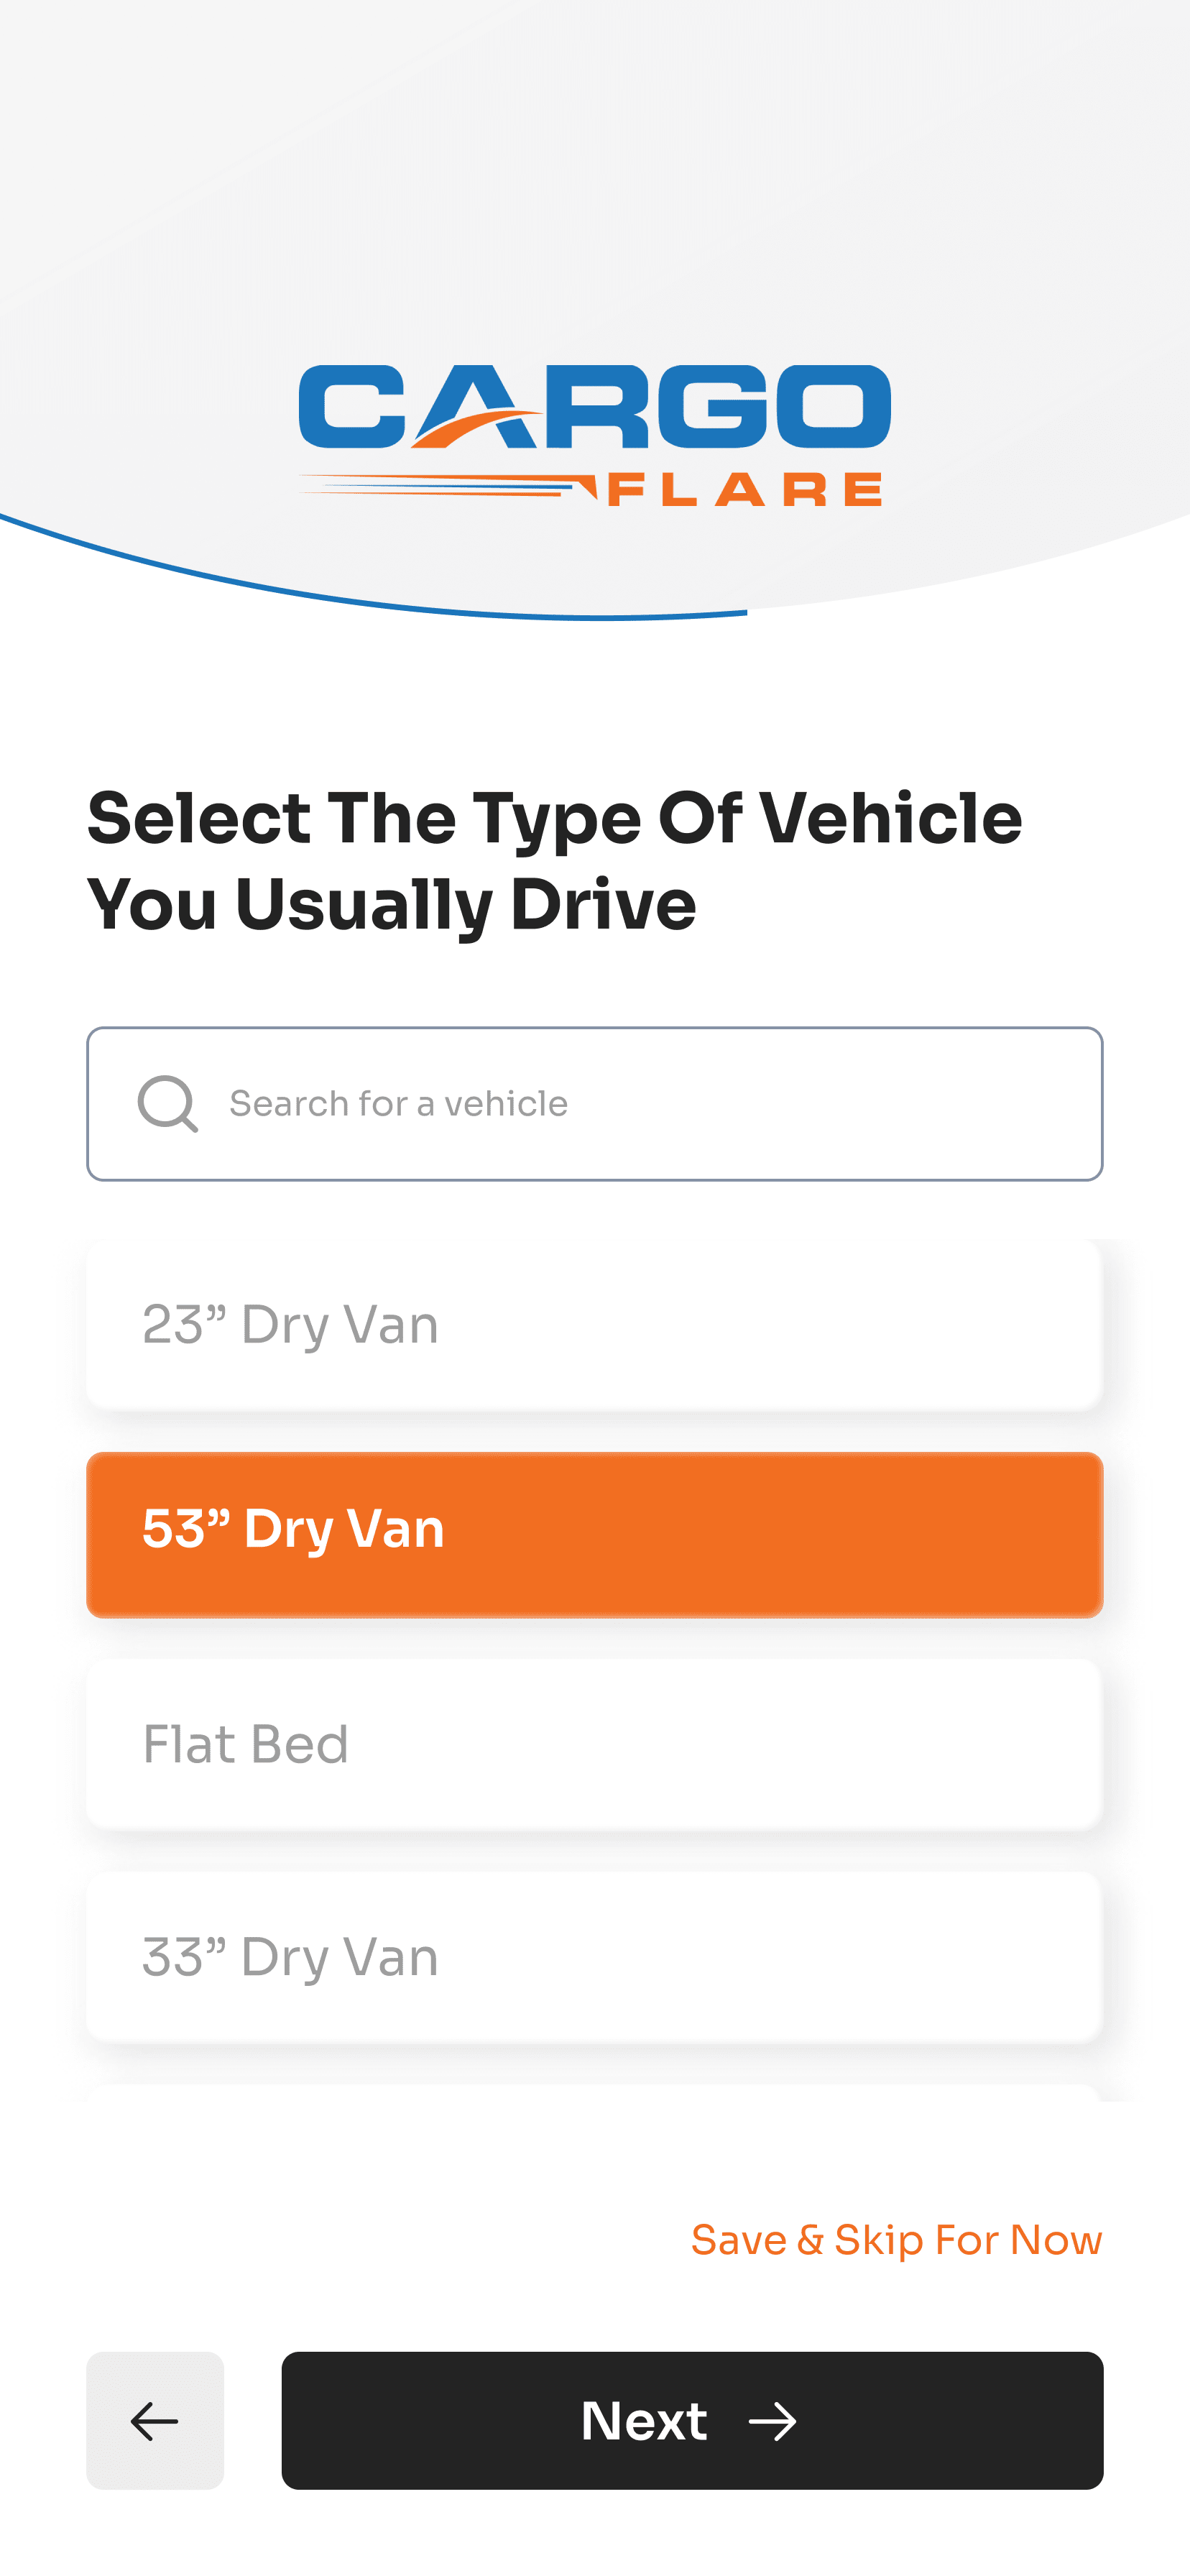 CARGO
FLARE
Select The Type Of Vehicle
You Usually Drive
Search for a vehicle
23” Dry Van
53” Dry Van
Flat Bed
33” Dry Van
Save & Skip For Now
Next